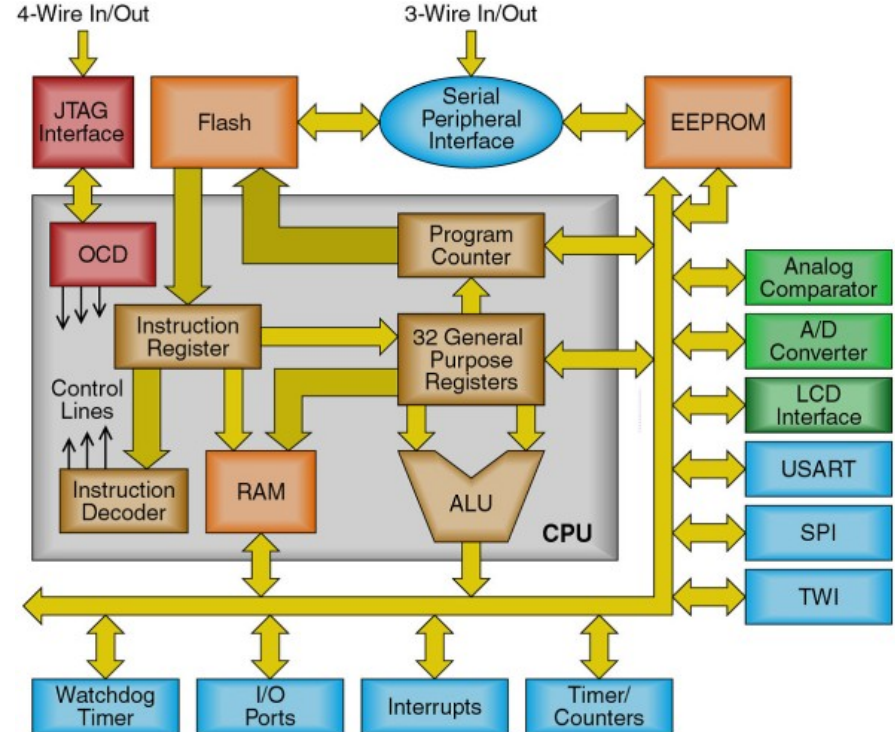 4-Wire In/Out
3-Wire In/Out
JTAG
Interface
Flash
Serial
Peripheral
Interface
EEPROM
OCD
Program
Counter
Analog
Comparator
Instruction
Register
32 General
Purpose
Registers
A/D
Converter
Control
Lines
LCD
Interface
Instruction
Decoder
RAM
ALU
USART
CPU
SPI
TWI
Watchdog
Timer
I/O
Ports
Interrupts
Timer/
Counters